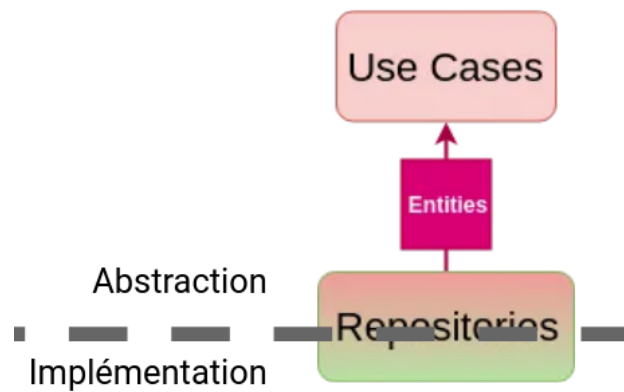 Use Cases
Entities
Abstraction
Repositories
Implémentation